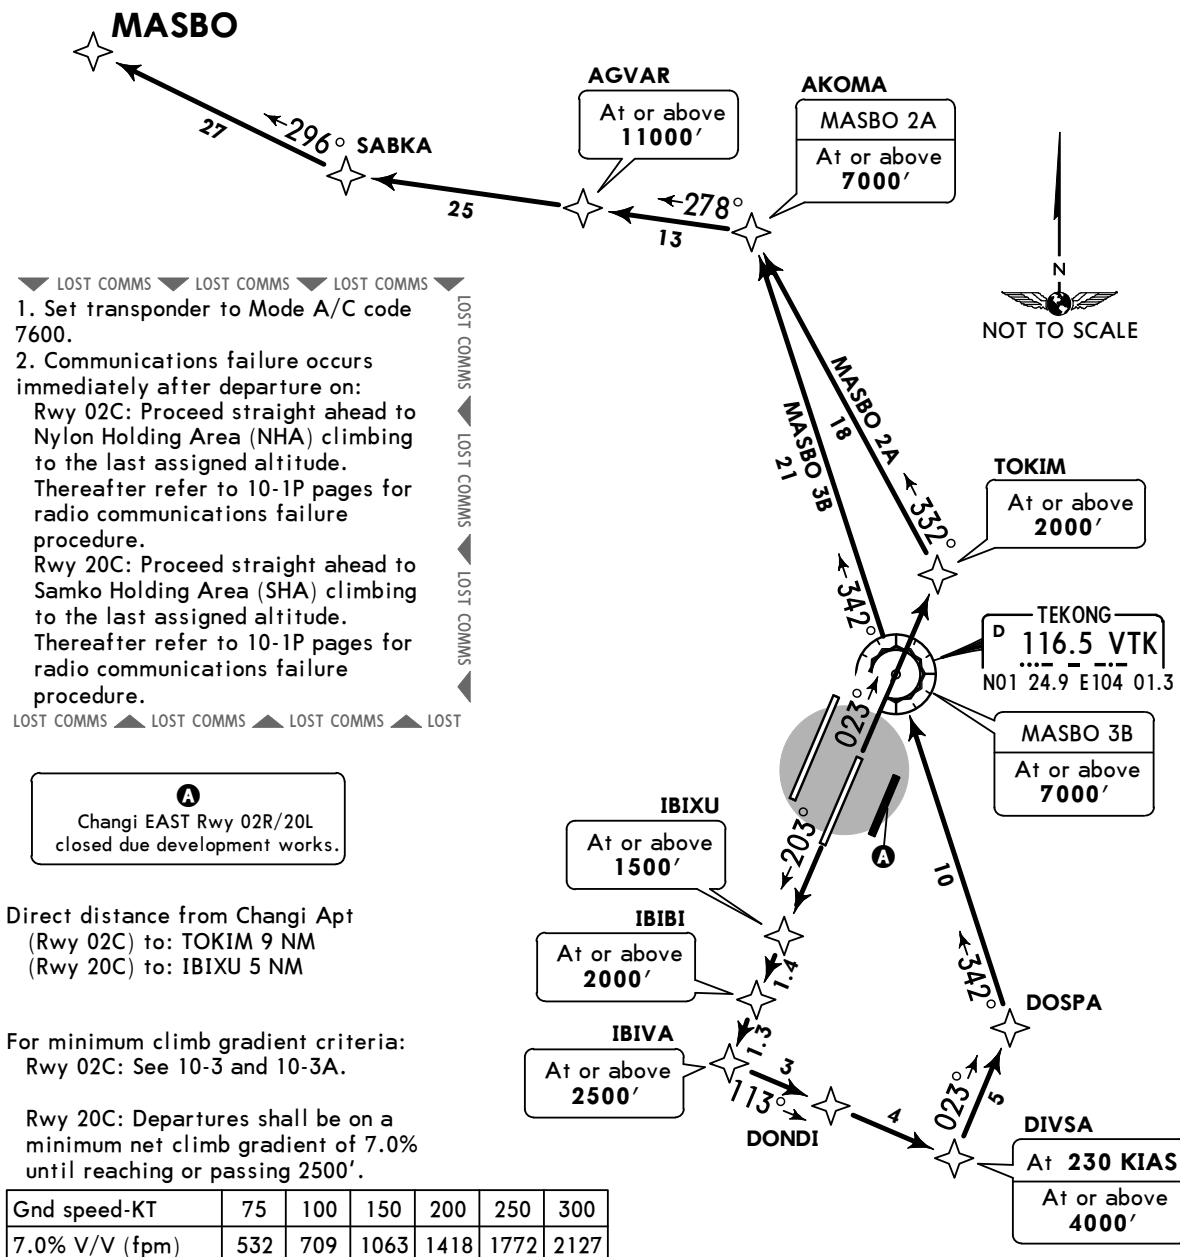 MASBO
27
←296°
SABKA
25
AGVAR
At or above
11000′
←278°
13
AKOMA
MASBO 2A
At or above
7000′
N
NOT TO SCALE
LOST COMMS LOST COMMS LOST COMMS
LOST COMMS LOST COMMS LOST COMMS
1. Set transponder to Mode A/C code
7600.
2. Communications failure occurs
immediately after departure on:
Rwy 02C: Proceed straight ahead to
Nylon Holding Area (NHA) climbing
to the last assigned altitude.
Thereafter refer to 10-1P pages for
radio communications failure
procedure.
Rwy 20C: Proceed straight ahead to
Samko Holding Area (SHA) climbing
to the last assigned altitude.
Thereafter refer to 10-1P pages for
radio communications failure
procedure.
LOST COMMS LOST COMMS LOST COMMS LOST
MASBO 2A
18
MASBO 3B
21
←332°
←342°
TOKIM
At or above
2000′
TEKONG
D 116.5 VTK
N01 24.9 E104 01.3
MASBO 3B
At or above
7000′
023°→
A
Changi EAST Rwy 02R/20L
closed due development works.
←203°
A
IBIXU
At or above
1500′
10
Direct distance from Changi Apt
(Rwy 02C) to: TOKIM 9 NM
(Rwy 20C) to: IBIXU 5 NM
IBIBI
At or above
2000′
1.4
←342°
DOSPA
IBIVA
At or above
2500′
1.3
3
113°→
DONDI
4
023°→
5
DIVSA
At 230 KIAS
At or above
4000′
For minimum climb gradient criteria:
Rwy 02C: See 10-3 and 10-3A.
Rwy 20C: Departures shall be on a
minimum net climb gradient of 7.0%
until reaching or passing 2500′.
Gnd speed-KT 75 100 150 200 250 300
7.0% V/V (fpm) 532 709 1063 1418 1772 2127